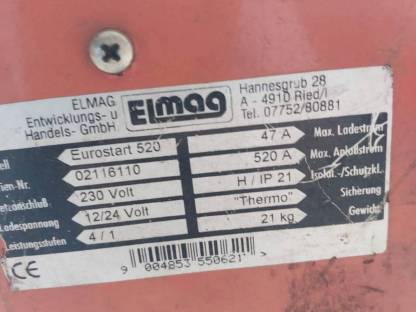 ELMAG
Entwicklungs- u
Handels- GmbH
Elmag
Hannesgrub 28
A - 4910 Ried/I
Tel. 07752/80881
ell Eurostart 520 47 A Max. Ladestrom
ien-Nr. 02116110 520 A Max. Anlaßstrom
etzanschluß 230 Volt H / IP 21 Isolat.-/Schutzkl.
Ladespannung 12/24 Volt "Thermo" Sicherung
Leistungsstufen 4 / 1 21 kg Gewicht
CE
9 004853 550621 >